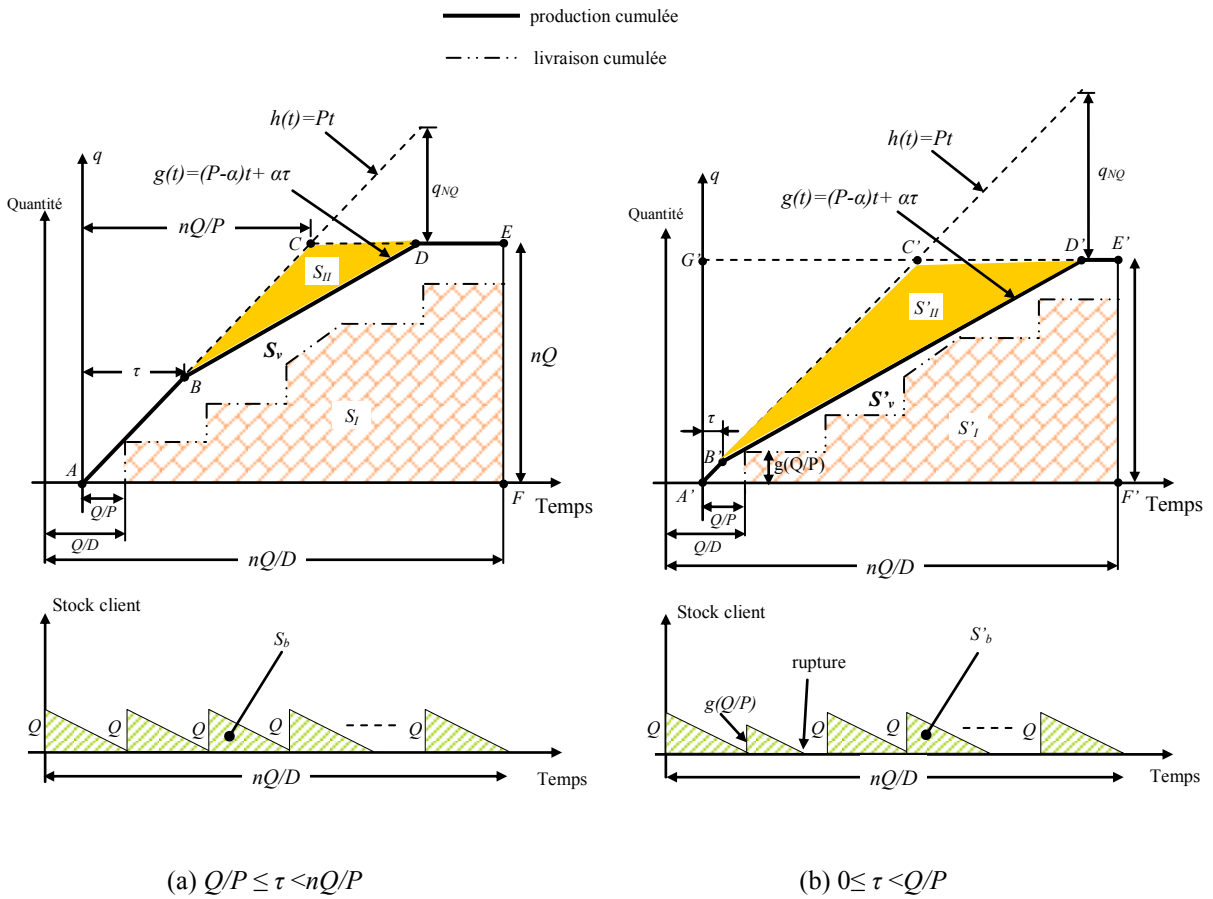 production cumulée
livraison cumulée
h(t)=Pt
q
g(t)=(P-α)t+ ατ
q_NQ
Quantité
nQ/P
C
E
S_II
D
S_v
nQ
τ
B
S_I
A
F
Temps
Q/P
Q/D
nQ/D
Stock client
S_b
Q
Q
Q
Q
Q
nQ/D
Temps
(a) Q/P ≤ τ <nQ/P
h(t)=Pt
q
q_NQ
g(t)=(P-α)t+ ατ
Quantité
C'
D'
E'
G'
S'_II
S'_v
τ
B'
g(Q/P)
S'_I
A'
F'
Temps
Q/P
Q/D
nQ/D
Stock client
S'_b
rupture
g(Q/P)
Q
Q
Q
Q
nQ/D
Temps
(b) 0≤ τ <Q/P